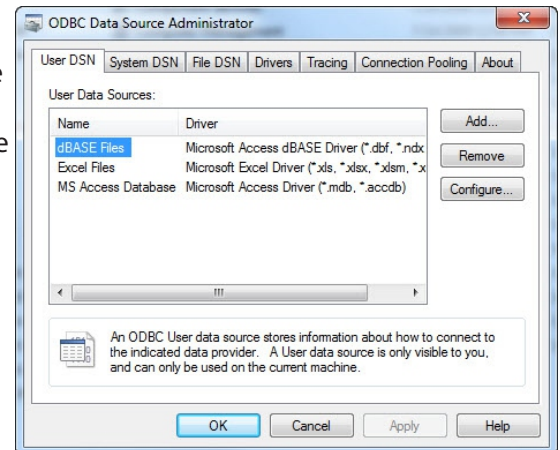 ODBC Data Source Administrator
User DSN System DSN File DSN Drivers Tracing Connection Pooling About
User Data Sources:
Name Driver
Add...
dBASE Files Microsoft Access dBASE Driver (*.dbf, *.ndx
Excel Files Microsoft Excel Driver (*.xls, *.xlsx, *.xlsm, *.x
Remove
MS Access Database Microsoft Access Driver (*.mdb, *.accdb)
Configure...
An ODBC User data source stores information about how to connect to
the indicated data provider. A User data source is only visible to you,
and can only be used on the current machine.
OK Cancel Apply Help